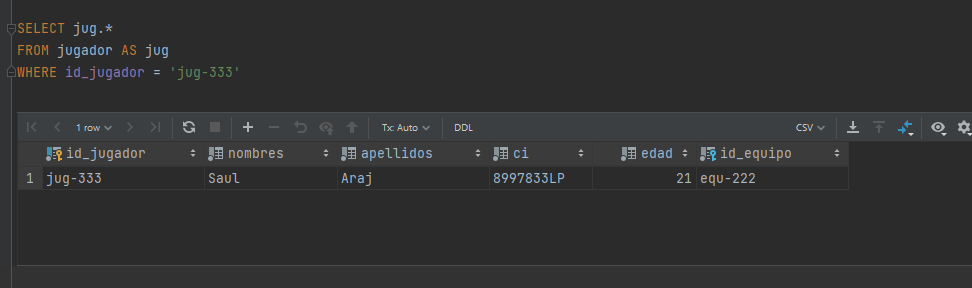 SELECT jug.*
FROM jugador AS jug
WHERE id_jugador = 'jug-333'
1 row Tx: Auto DDL CSV
id_jugador nombres apellidos ci edad id_equipo
1 jug-333 Saul Araj 8997833LP 21 equ-222